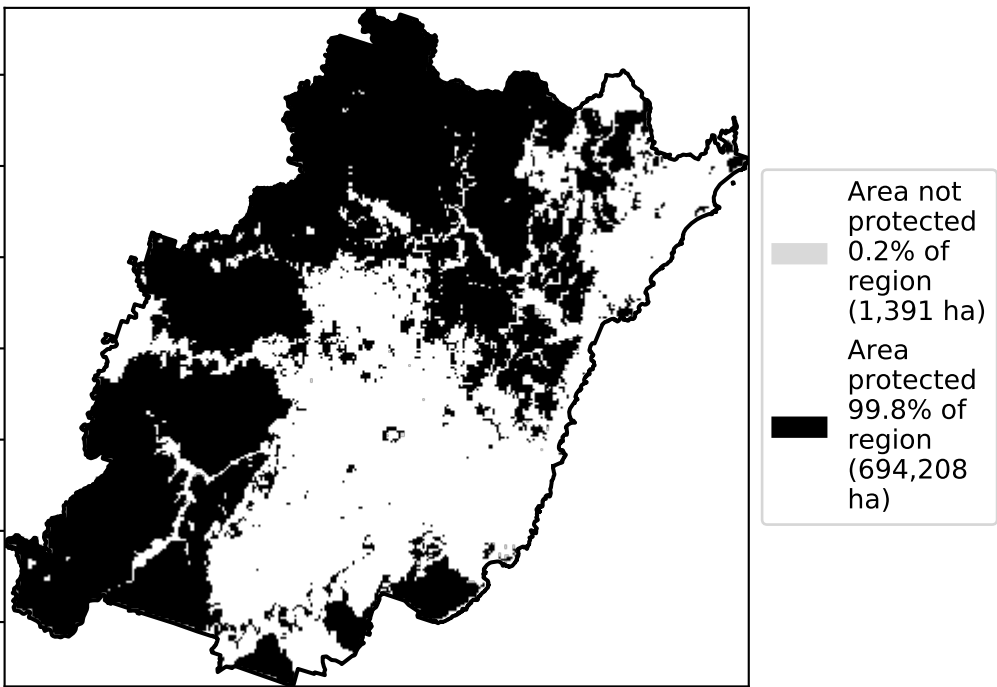 Area not
protected
0.2% of
region
(1,391 ha)
Area
protected
99.8% of
region
(694,208
ha)